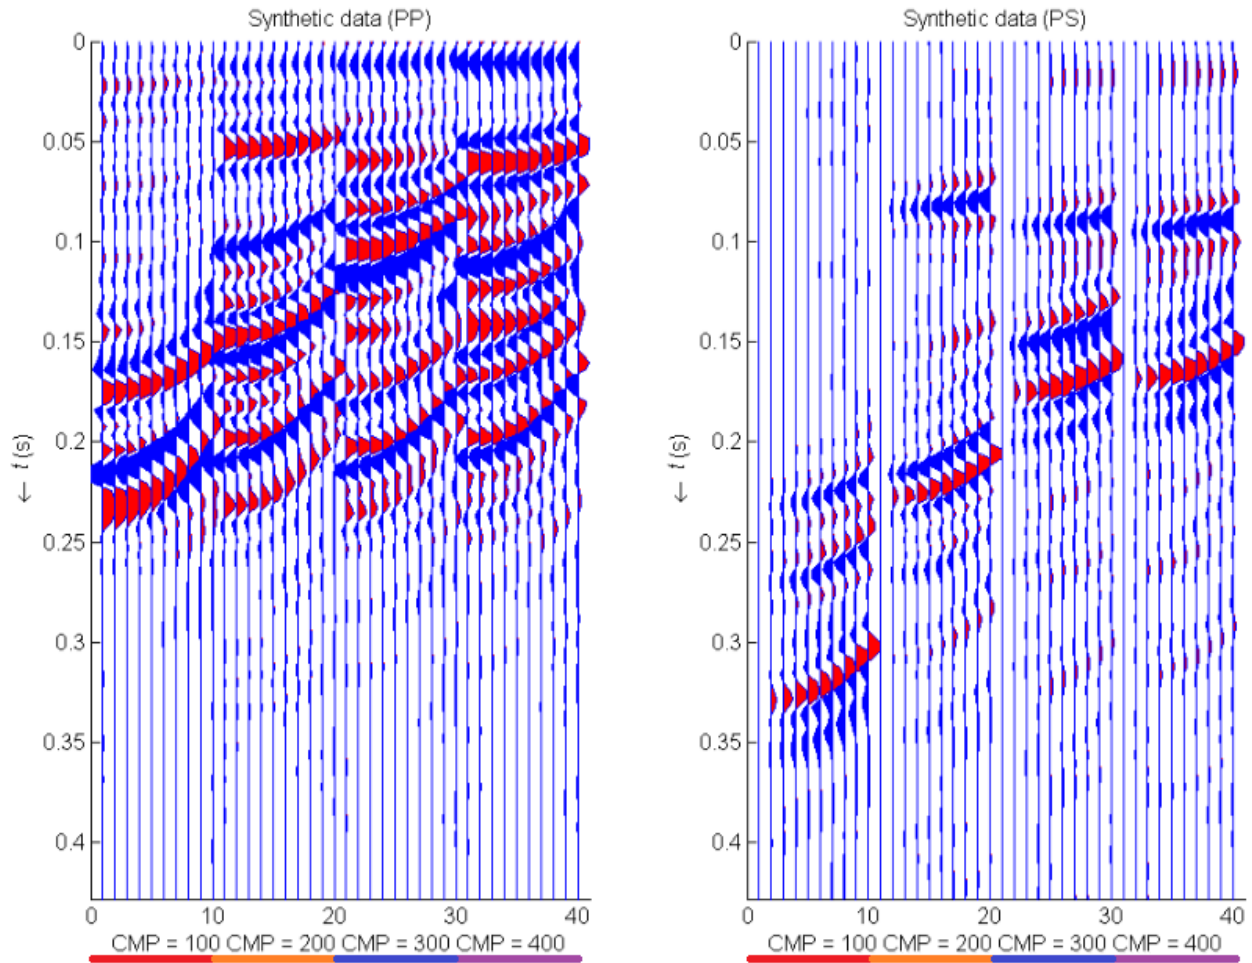 Synthetic data (PP)
0
0.05
0.1
0.15
0.2
0.25
0.3
0.35
0.4
← t (s)
0 10 20 30 40
CMP = 100 CMP = 200 CMP = 300 CMP = 400
Synthetic data (PS)
0
0.05
0.1
0.15
0.2
0.25
0.3
0.35
0.4
← t (s)
0 10 20 30 40
CMP = 100 CMP = 200 CMP = 300 CMP = 400